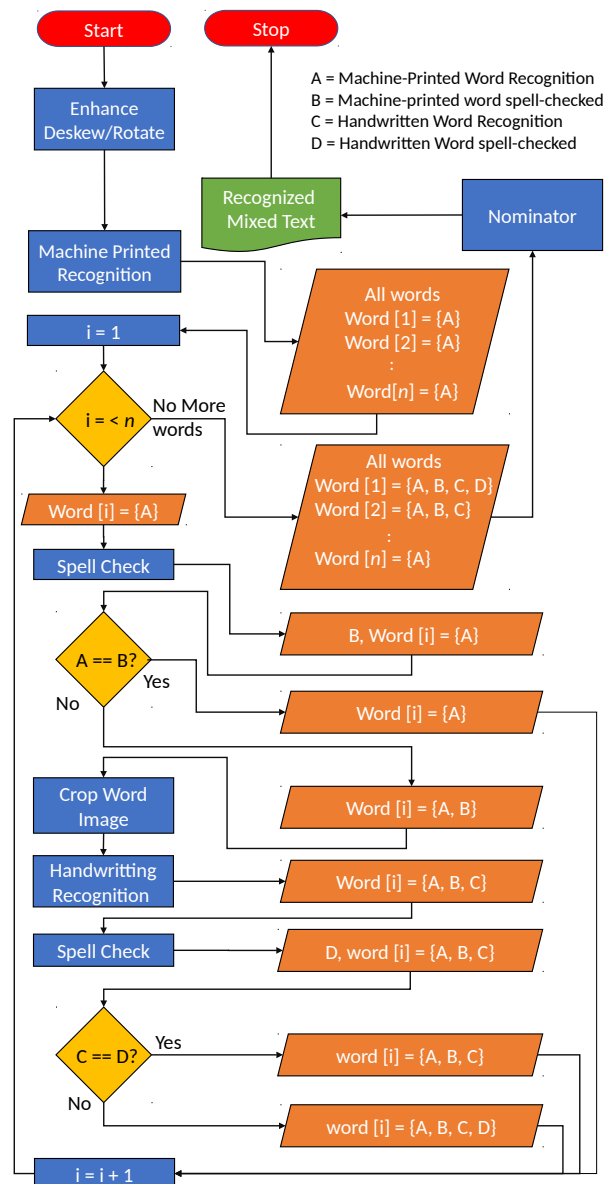 Start
Stop
A = Machine-Printed Word Recognition
B = Machine-printed word spell-checked
C = Handwritten Word Recognition
D = Handwritten Word spell-checked
Enhance
Deskew/Rotate
Recognized
Mixed Text
Nominator
Machine Printed
Recognition
All words
Word [1] = {A}
Word [2] = {A}
:
Word[n] = {A}
i = 1
i = < n
No More
words
All words
Word [1] = {A, B, C, D}
Word [2] = {A, B, C}
:
Word [n] = {A}
Word [i] = {A}
Spell Check
B, Word [i] = {A}
A == B?
Yes
No
Word [i] = {A}
Crop Word
Image
Word [i] = {A, B}
Handwritting
Recognition
Word [i] = {A, B, C}
Spell Check
D, word [i] = {A, B, C}
C == D?
Yes
No
word [i] = {A, B, C}
word [i] = {A, B, C, D}
i = i + 1